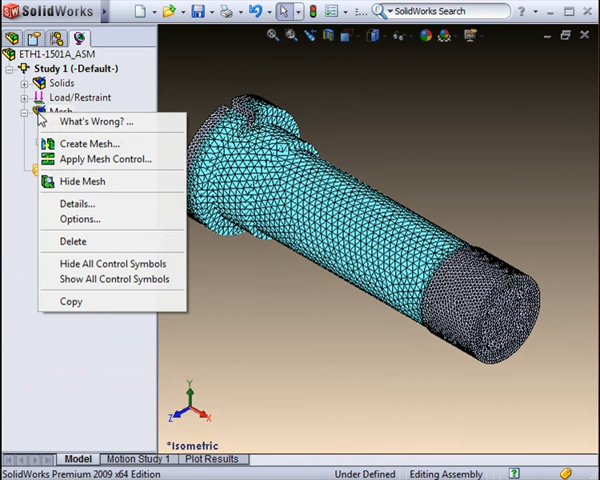 SolidWorks
SolidWorks Search
ETH1-1501A_ASM
Study 1 (-Default-)
Solids
Load/Restraint
Mesh
What's Wrong? ...
Create Mesh...
Apply Mesh Control...
Hide Mesh
Details...
Options...
Delete
Hide All Control Symbols
Show All Control Symbols
Copy
Y
Z
X
*Isometric
Model
Motion Study 1
Plot Results
SolidWorks Premium 2009 x64 Edition
Under Defined
Editing Assembly